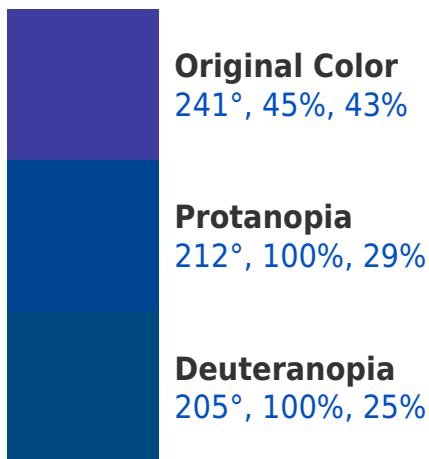 Original Color
241°, 45%, 43%
Protanopia
212°, 100%, 29%
Deuteranopia
205°, 100%, 25%